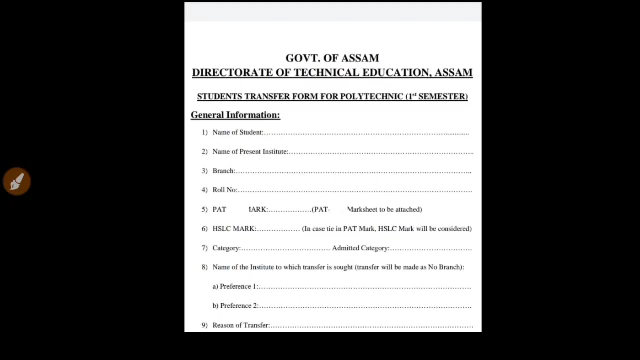 GOVT. OF ASSAM
DIRECTORATE OF TECHNICAL EDUCATION, ASSAM
STUDENTS TRANSFER FORM FOR POLYTECHNIC (1st SEMESTER)
General Information:
1) Name of Student:............................................................
2) Name of Present Institute:............................................................
3) Branch:............................................................
4) Roll No:............................................................
5) PAT MARK:..................(PAT- Marksheet to be attached)
6) HSLC MARK:.................. (In case tie in PAT Mark, HSLC Mark will be considered)
7) Category:.............................. Admitted Category:..............................
8) Name of the Institute to which transfer is sought (transfer will be made as No Branch):
a) Preference 1:............................................................
b) Preference 2:............................................................
9) Reason of Transfer:............................................................